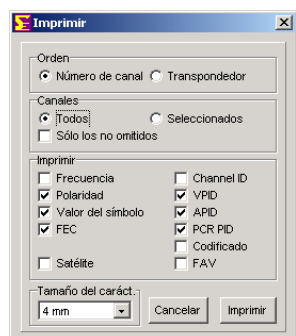 Imprimir
Orden
Número de canal Transpondedor
Canales
Todos Seleccionados
Sólo los no omitidos
Imprimir
Frecuencia Channel ID
Polaridad VPID
Valor del símbolo APID
FEC PCR PID
Codificado
Satélite FAV
Tamaño del caráct.
4 mm Cancelar Imprimir